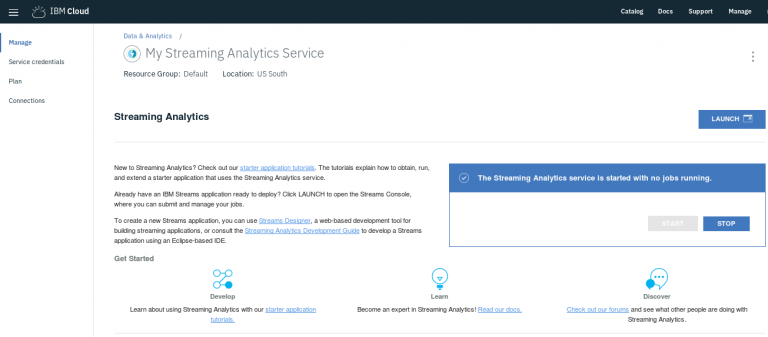 IBM Cloud
Catalog Docs Support Manage
Manage
Service credentials
Plan
Connections
Data & Analytics /
My Streaming Analytics Service
Resource Group: Default Location: US South
Streaming Analytics
LAUNCH
New to Streaming Analytics? Check out our starter application tutorials. The tutorials explain how to obtain, run,
and extend a starter application that uses the Streaming Analytics service.
Already have an IBM Streams application ready to deploy? Click LAUNCH to open the Streams Console,
where you can submit and manage your jobs.
To create a new Streams application, you can use Streams Designer, a web-based development tool for
building streaming applications, or consult the Streaming Analytics Development Guide to develop a Streams
application using an Eclipse-based IDE.
The Streaming Analytics service is started with no jobs running.
START STOP
Get Started
Develop
Learn about using Streaming Analytics with our starter application
tutorials.
Learn
Become an expert in Streaming Analytics! Read our docs.
Discover
Check out our forums and see what other people are doing with
Streaming Analytics.